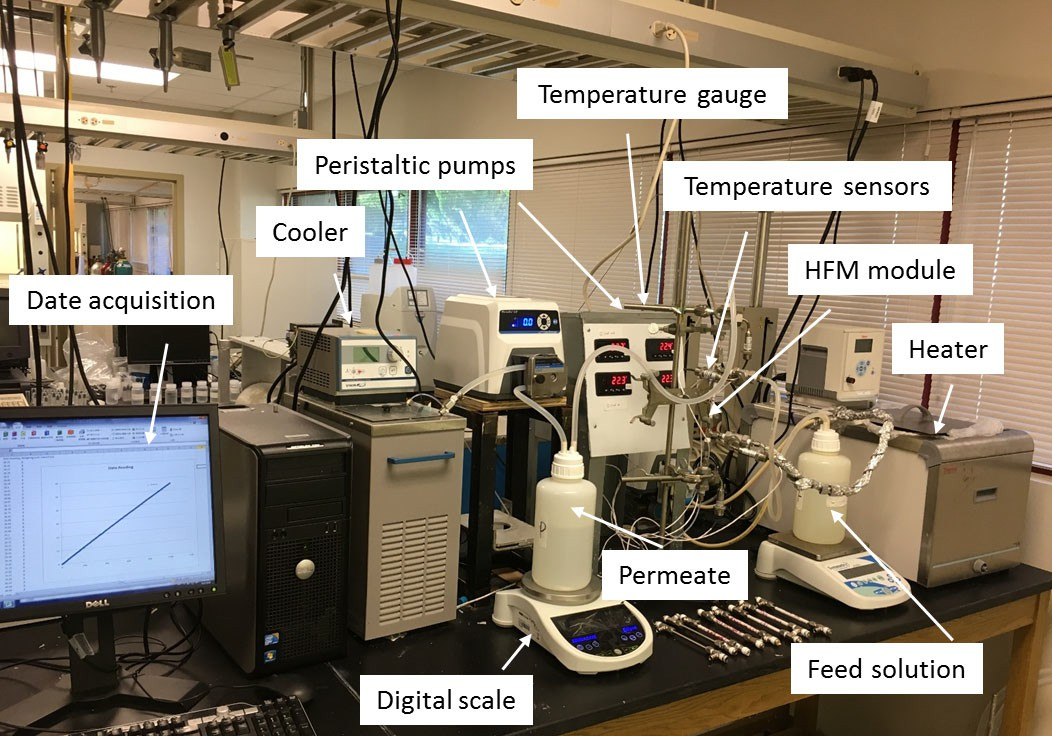 Temperature gauge
Peristaltic pumps
Temperature sensors
Cooler
HFM module
Date acquisition
Heater
Permeate
Feed solution
Digital scale
DELL
0.0